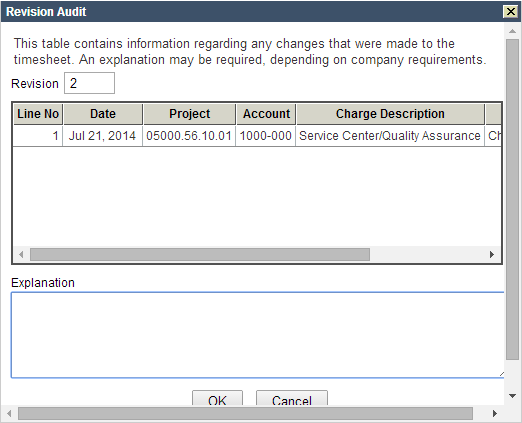 Revision Audit
This table contains information regarding any changes that were made to the
timesheet. An explanation may be required, depending on company requirements.
Revision 2
Line No Date Project Account Charge Description
1 Jul 21, 2014 05000.56.10.01 1000-000 Service Center/Quality Assurance Ch
Explanation
OK Cancel